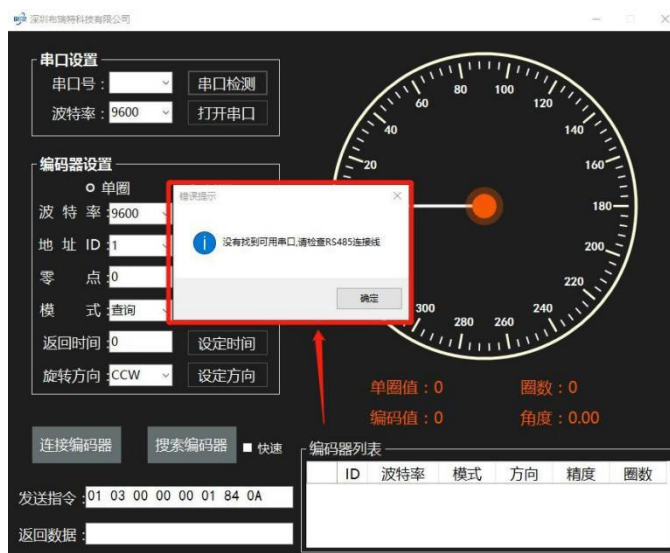 深圳布瑞特科技有限公司
串口设置
串口号：
串口检测
波特率：9600
打开串口
编码器设置
单圈
波 特 率:9600
地 址 ID:1
零 点:0
模 式:查询
返回时间:0
设定时间
旋转方向:CCW
设定方向
错误提示
没有找到可用串口,请检查RS485连接线
确定
20
40
60
80
100
120
140
160
180
200
220
240
260
280
300
单圈值：0
圈数：0
编码值：0
角度：0.00
连接编码器
搜索编码器
快速
编码器列表
ID 波特率 模式 方向 精度 圈数
发送指令：01 03 00 00 00 01 84 0A
返回数据：